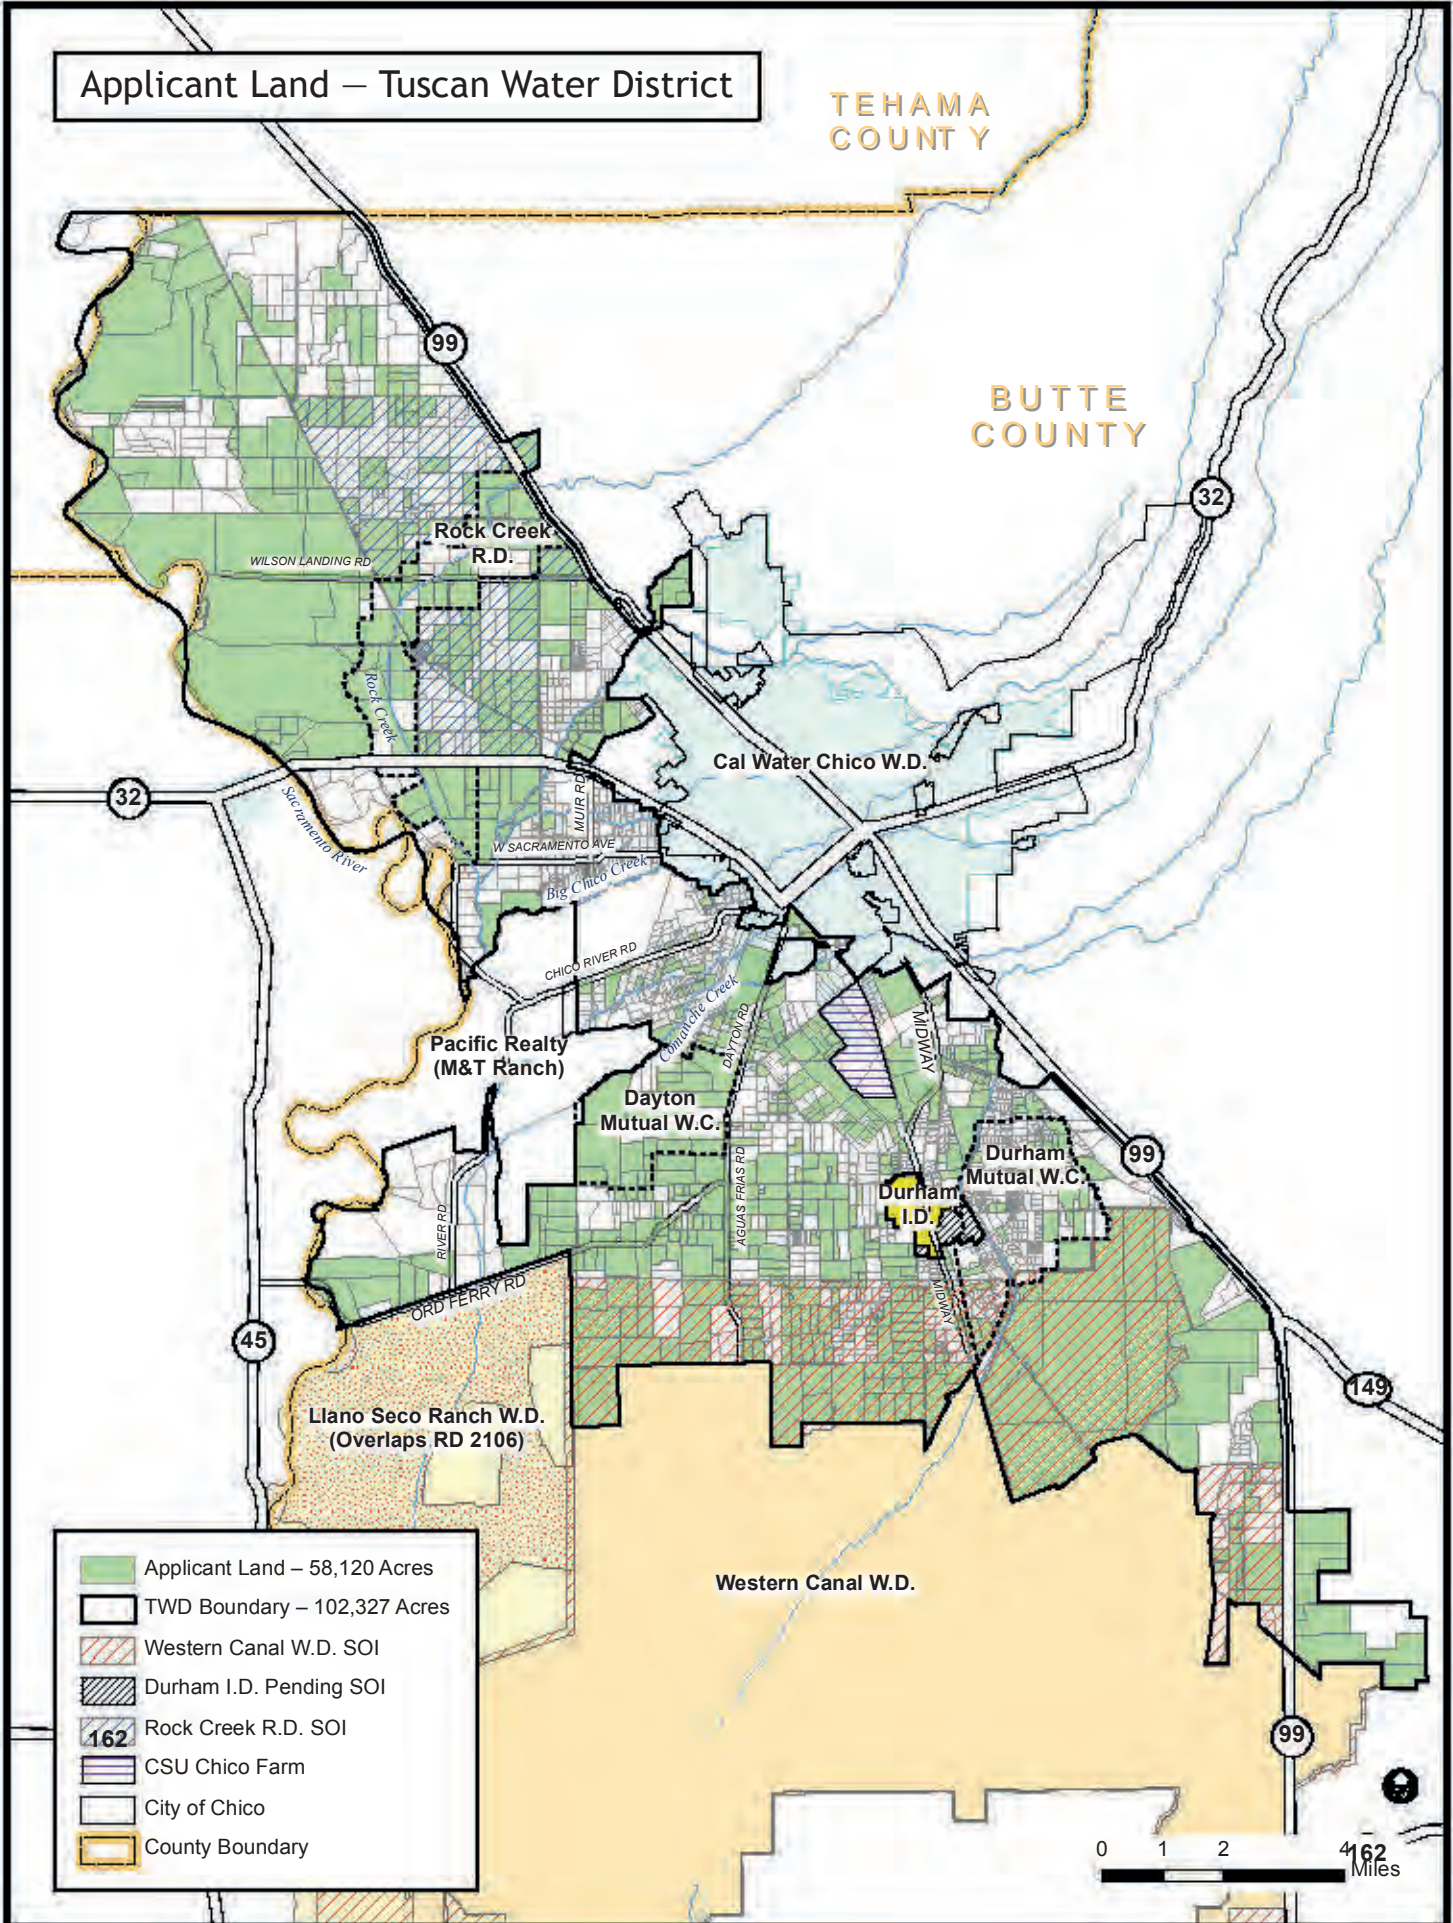 Applicant Land – Tuscan Water District
TEHAMA
COUNTY
99
BUTTE
COUNTY
32
Rock Creek
R.D.
WILSON LANDING RD
Rock Creek
Cal Water Chico W.D.
32
MUIR RD
Sacramento River
W SACRAMENTO AVE
Big Chico Creek
CHICO RIVER RD
Comanche Creek
DAYTON RD
MIDWAY
Pacific Realty
(M&T Ranch)
Dayton
Mutual W.C.
Durham
Mutual W.C.
99
Durham
I.D.
AGUAS FRIAS RD
RIVER RD
ORD FERRY RD
MIDWAY
45
149
Llano Seco Ranch W.D.
(Overlaps RD 2106)
Western Canal W.D.
99
Applicant Land – 58,120 Acres
TWD Boundary – 102,327 Acres
Western Canal W.D. SOI
Durham I.D. Pending SOI
Rock Creek R.D. SOI
162
CSU Chico Farm
City of Chico
County Boundary
0 1 2 4
162
Miles